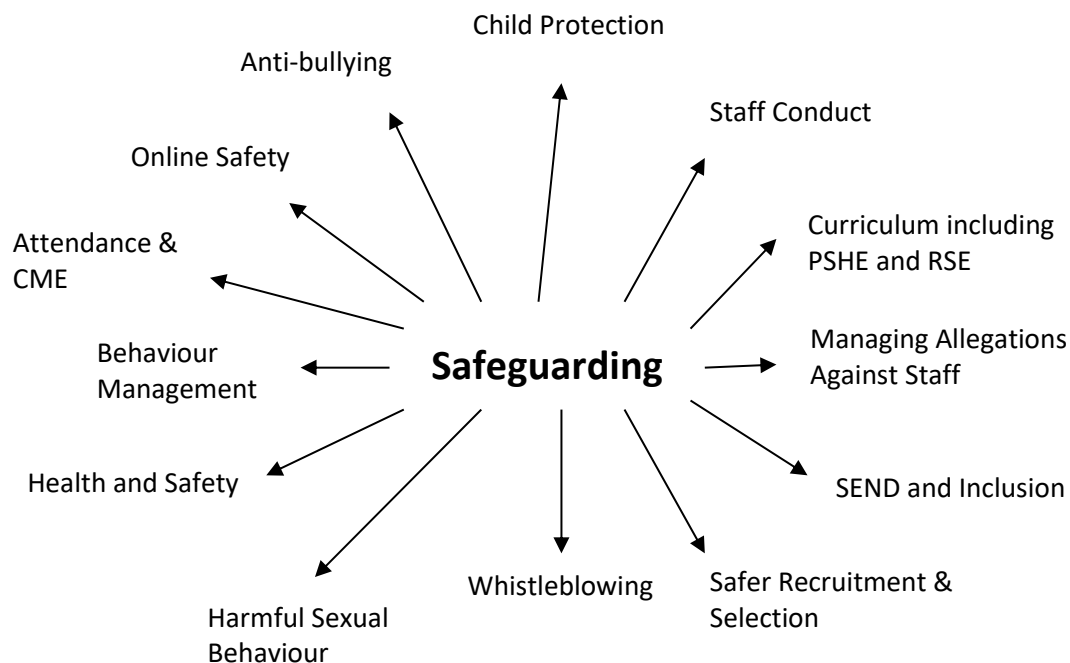 Child Protection
Anti-bullying
Staff Conduct
Online Safety
Curriculum including
PSHE and RSE
Attendance &
CME
Managing Allegations
Against Staff
Behaviour
Management
Safeguarding
Health and Safety
SEND and Inclusion
Whistleblowing
Safer Recruitment &
Selection
Harmful Sexual
Behaviour